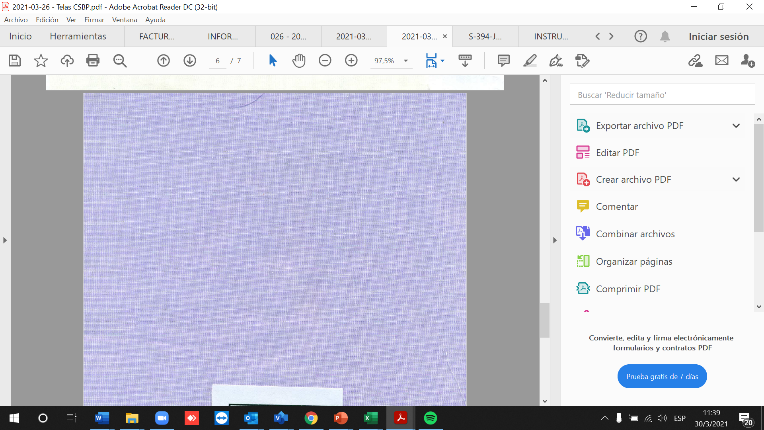 2021-03-26 - Telas CSBP.pdf - Adobe Acrobat Reader DC (32-bit)
Archivo Edición Ver Firmar Ventana Ayuda
Inicio Herramientas FACTUR... INFOR... 026 - 20... 2021-03... 2021-03... × S-394-J... INSTRU... Iniciar sesión
6 / 7 97,5%
Buscar 'Reducir tamaño'
Exportar archivo PDF
Editar PDF
Crear archivo PDF
Comentar
Combinar archivos
Organizar páginas
Comprimir PDF
Convierte, edita y firma electrónicamente
formularios y contratos PDF
Prueba gratis de 7 días
ESP
11:39
30/3/2021
20